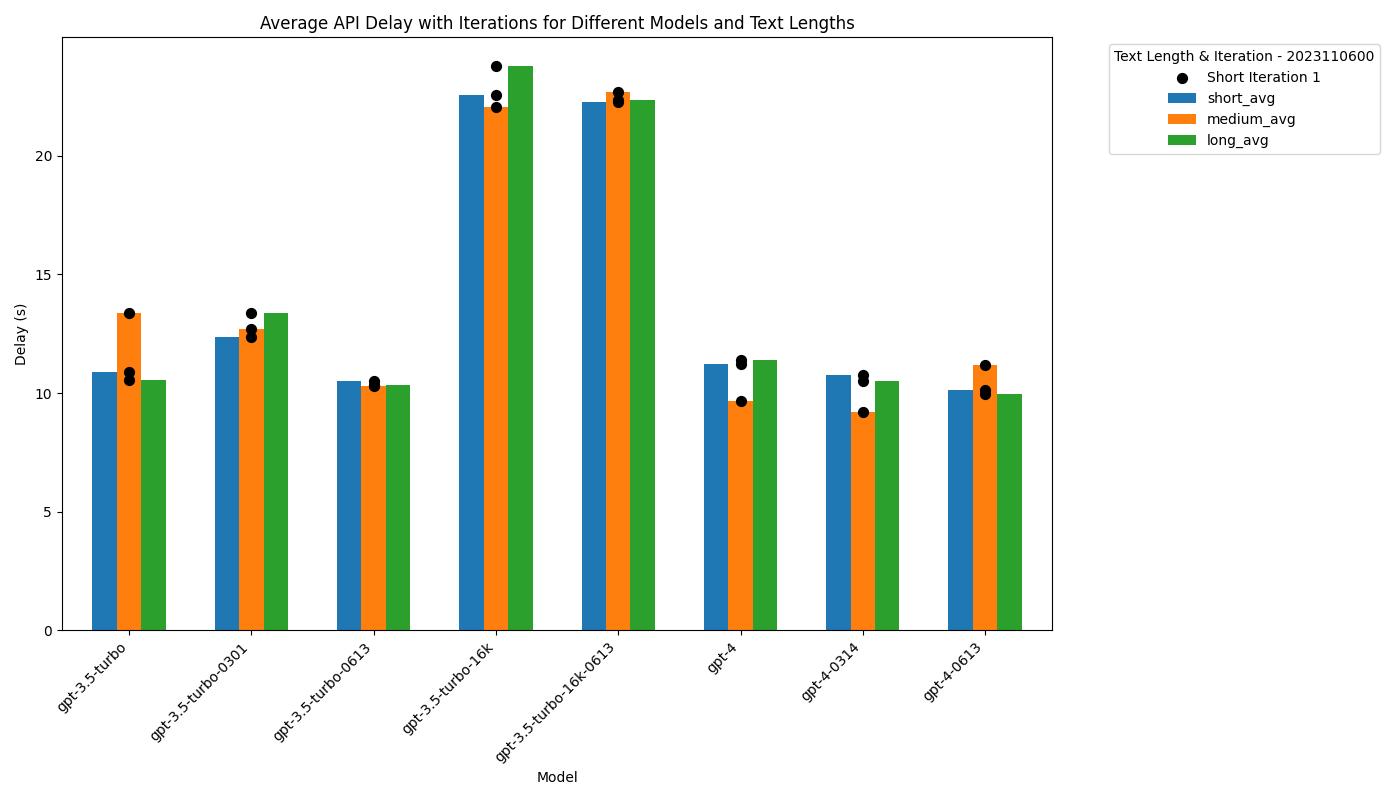 Average API Delay with Iterations for Different Models and Text Lengths
Text Length & Iteration - 2023110600
Short Iteration 1
short_avg
medium_avg
long_avg
Delay (s)
20
15
10
5
0
gpt-3.5-turbo
gpt-3.5-turbo-0301
gpt-3.5-turbo-0613
gpt-3.5-turbo-16k
gpt-3.5-turbo-16k-0613
gpt-4
gpt-4-0314
gpt-4-0613
Model